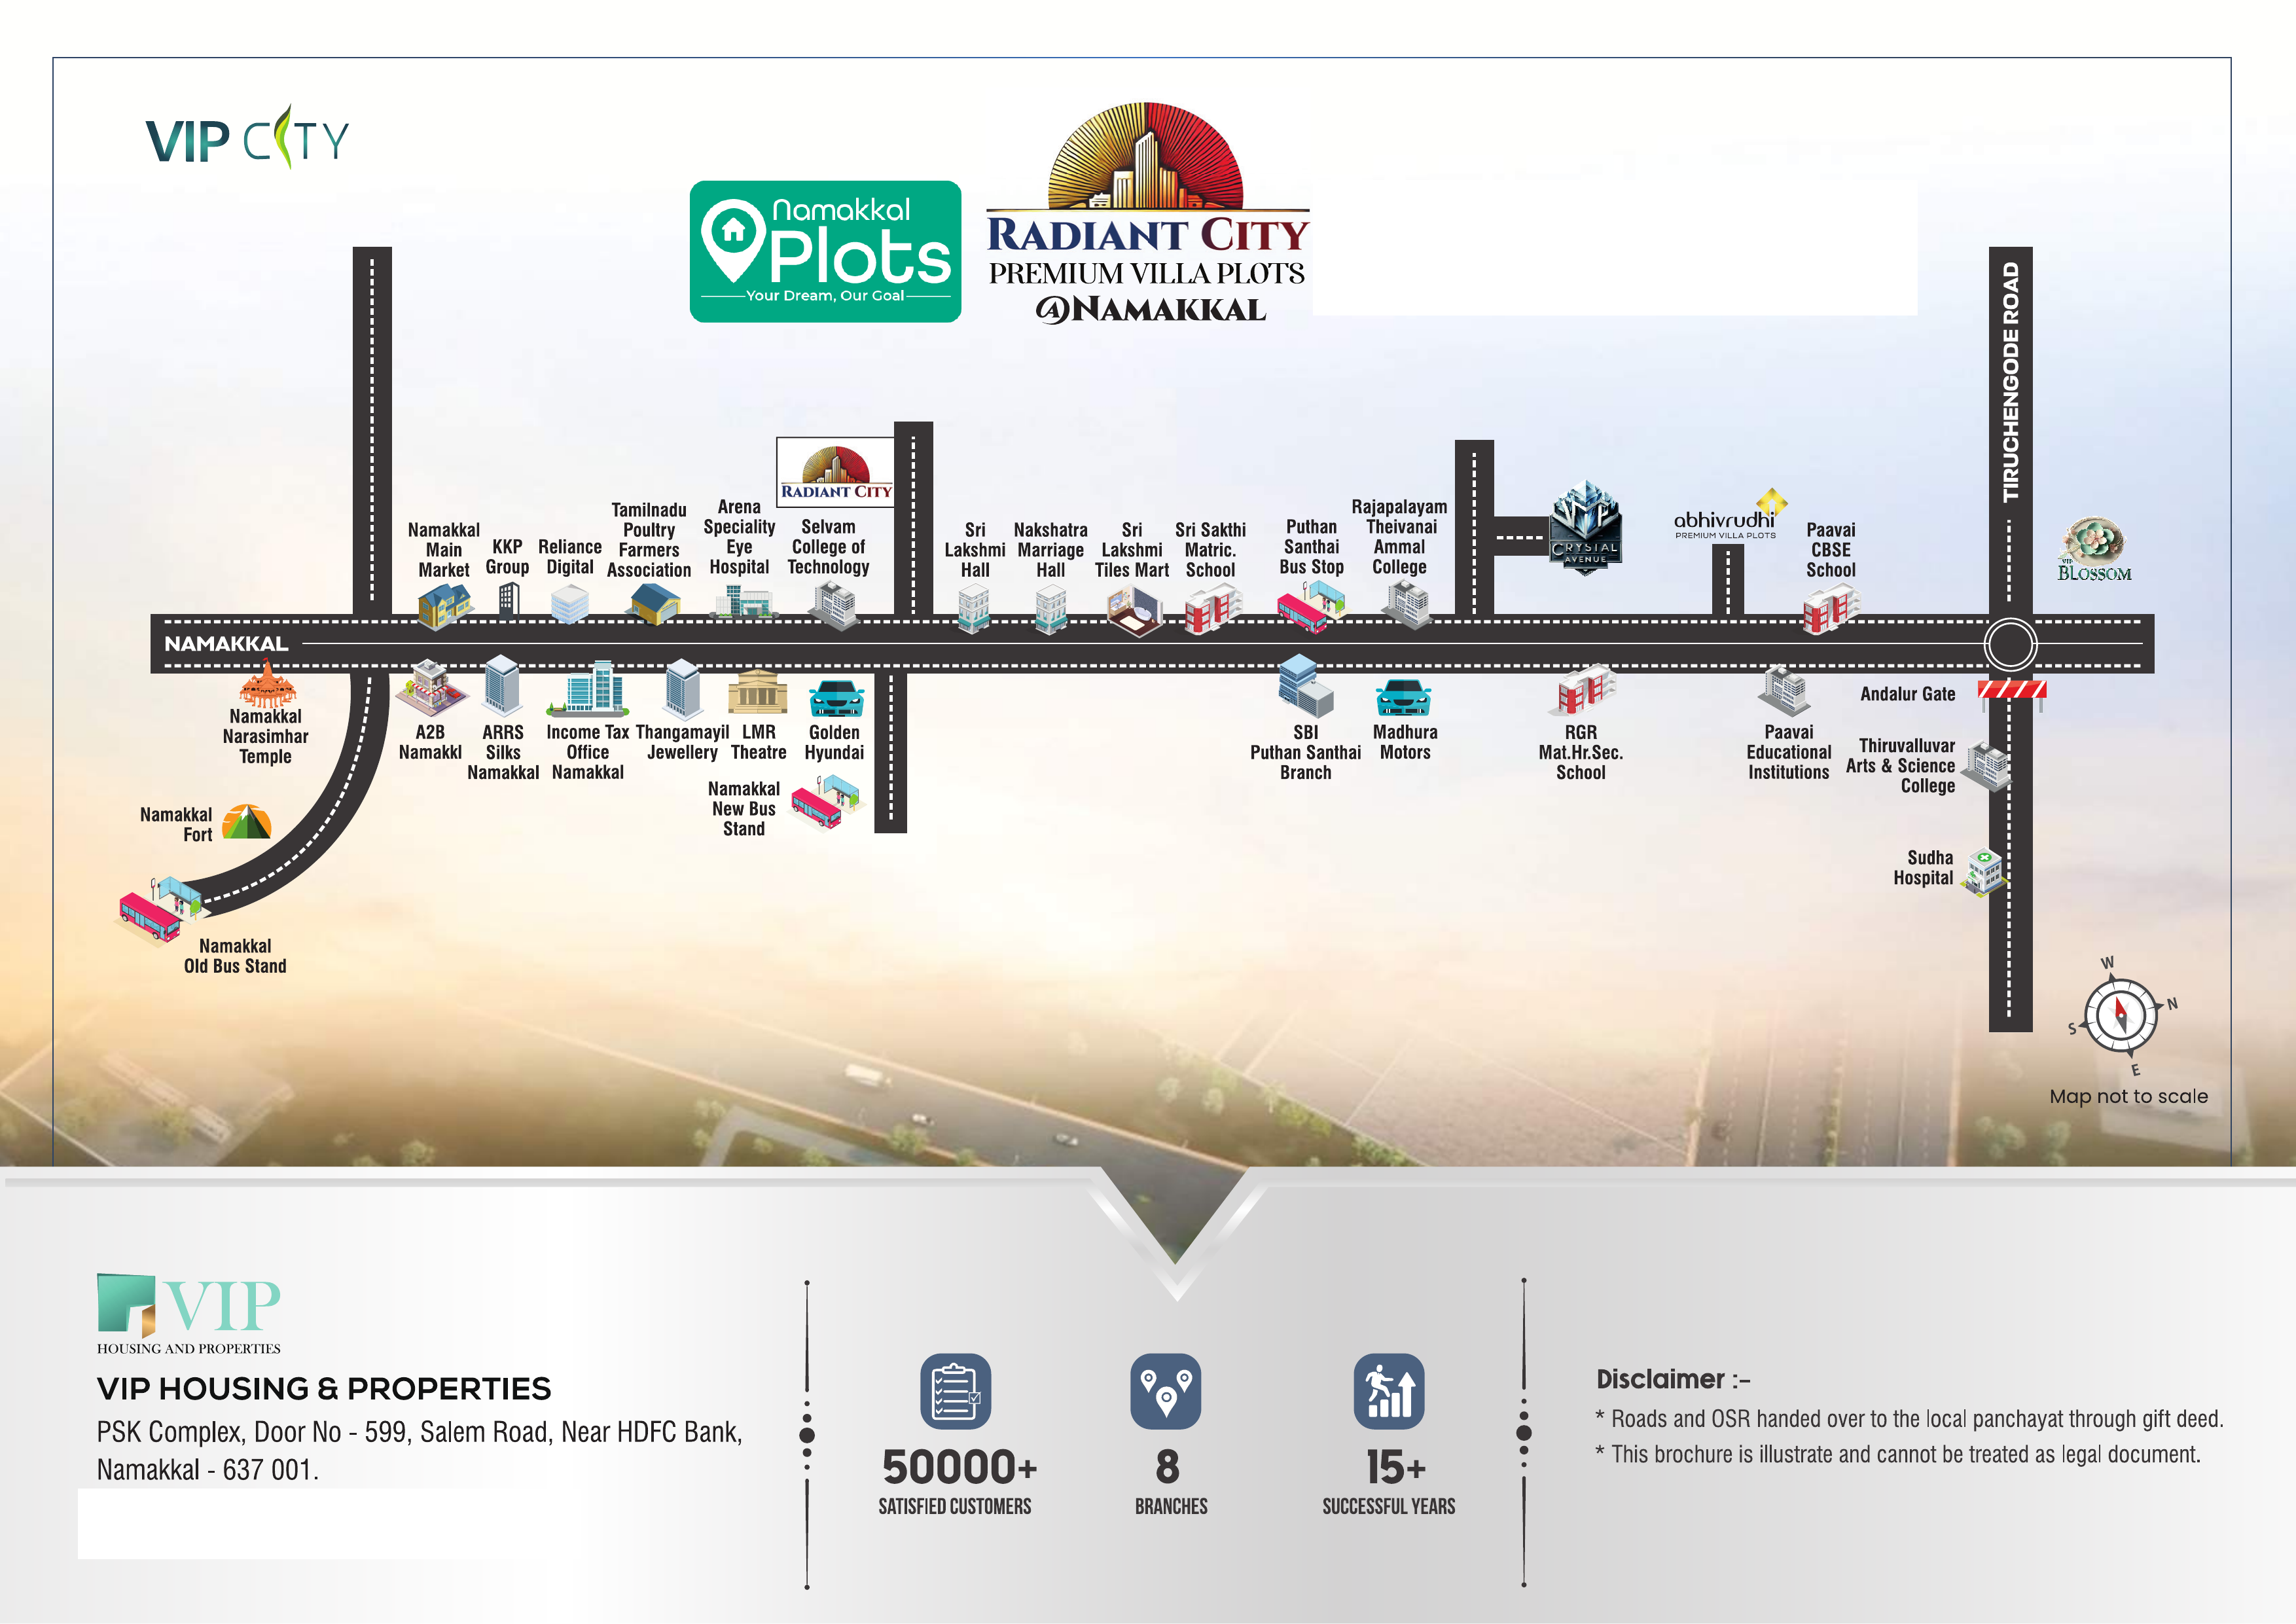 VIP CITY
Namakkal
Plots
Your Dream, Our Goal
RADIANT CITY
PREMIUM VILLA PLOTS
@NAMAKKAL
TIRUCHENGODE ROAD
RADIANT CITY
Namakkal
Main
Market
KKP
Group
Reliance
Digital
Tamilnadu
Poultry
Farmers
Association
Arena
Speciality
Eye
Hospital
Selvam
College of
Technology
Sri
Lakshmi
Hall
Nakshatra
Marriage
Hall
Sri
Lakshmi
Tiles Mart
Sri Sakthi
Matric.
School
Puthan
Santhai
Bus Stop
Rajapalayam
Theivanai
Ammal
College
VIP
CRYSTAL
AVENUE
abhivrudhi
PREMIUM VILLA PLOTS
Paavai
CBSE
School
VIP
BLOSSOM
NAMAKKAL
Namakkal
Narasimhar
Temple
A2B
Namakkl
ARRS
Silks
Namakkal
Income Tax
Office
Namakkal
Thangamayil
Jewellery
LMR
Theatre
Golden
Hyundai
Namakkal
New Bus
Stand
SBI
Puthan Santhai
Branch
Madhura
Motors
RGR
Mat.Hr.Sec.
School
Paavai
Educational
Institutions
Andalur Gate
Thiruvalluvar
Arts & Science
College
Sudha
Hospital
Namakkal
Fort
Namakkal
Old Bus Stand
W
N
S
E
Map not to scale
VIP
HOUSING AND PROPERTIES
VIP HOUSING & PROPERTIES
PSK Complex, Door No - 599, Salem Road, Near HDFC Bank,
Namakkal - 637 001.
50000+
SATISFIED CUSTOMERS
8
BRANCHES
15+
SUCCESSFUL YEARS
Disclaimer :-
* Roads and OSR handed over to the local panchayat through gift deed.
* This brochure is illustrate and cannot be treated as legal document.